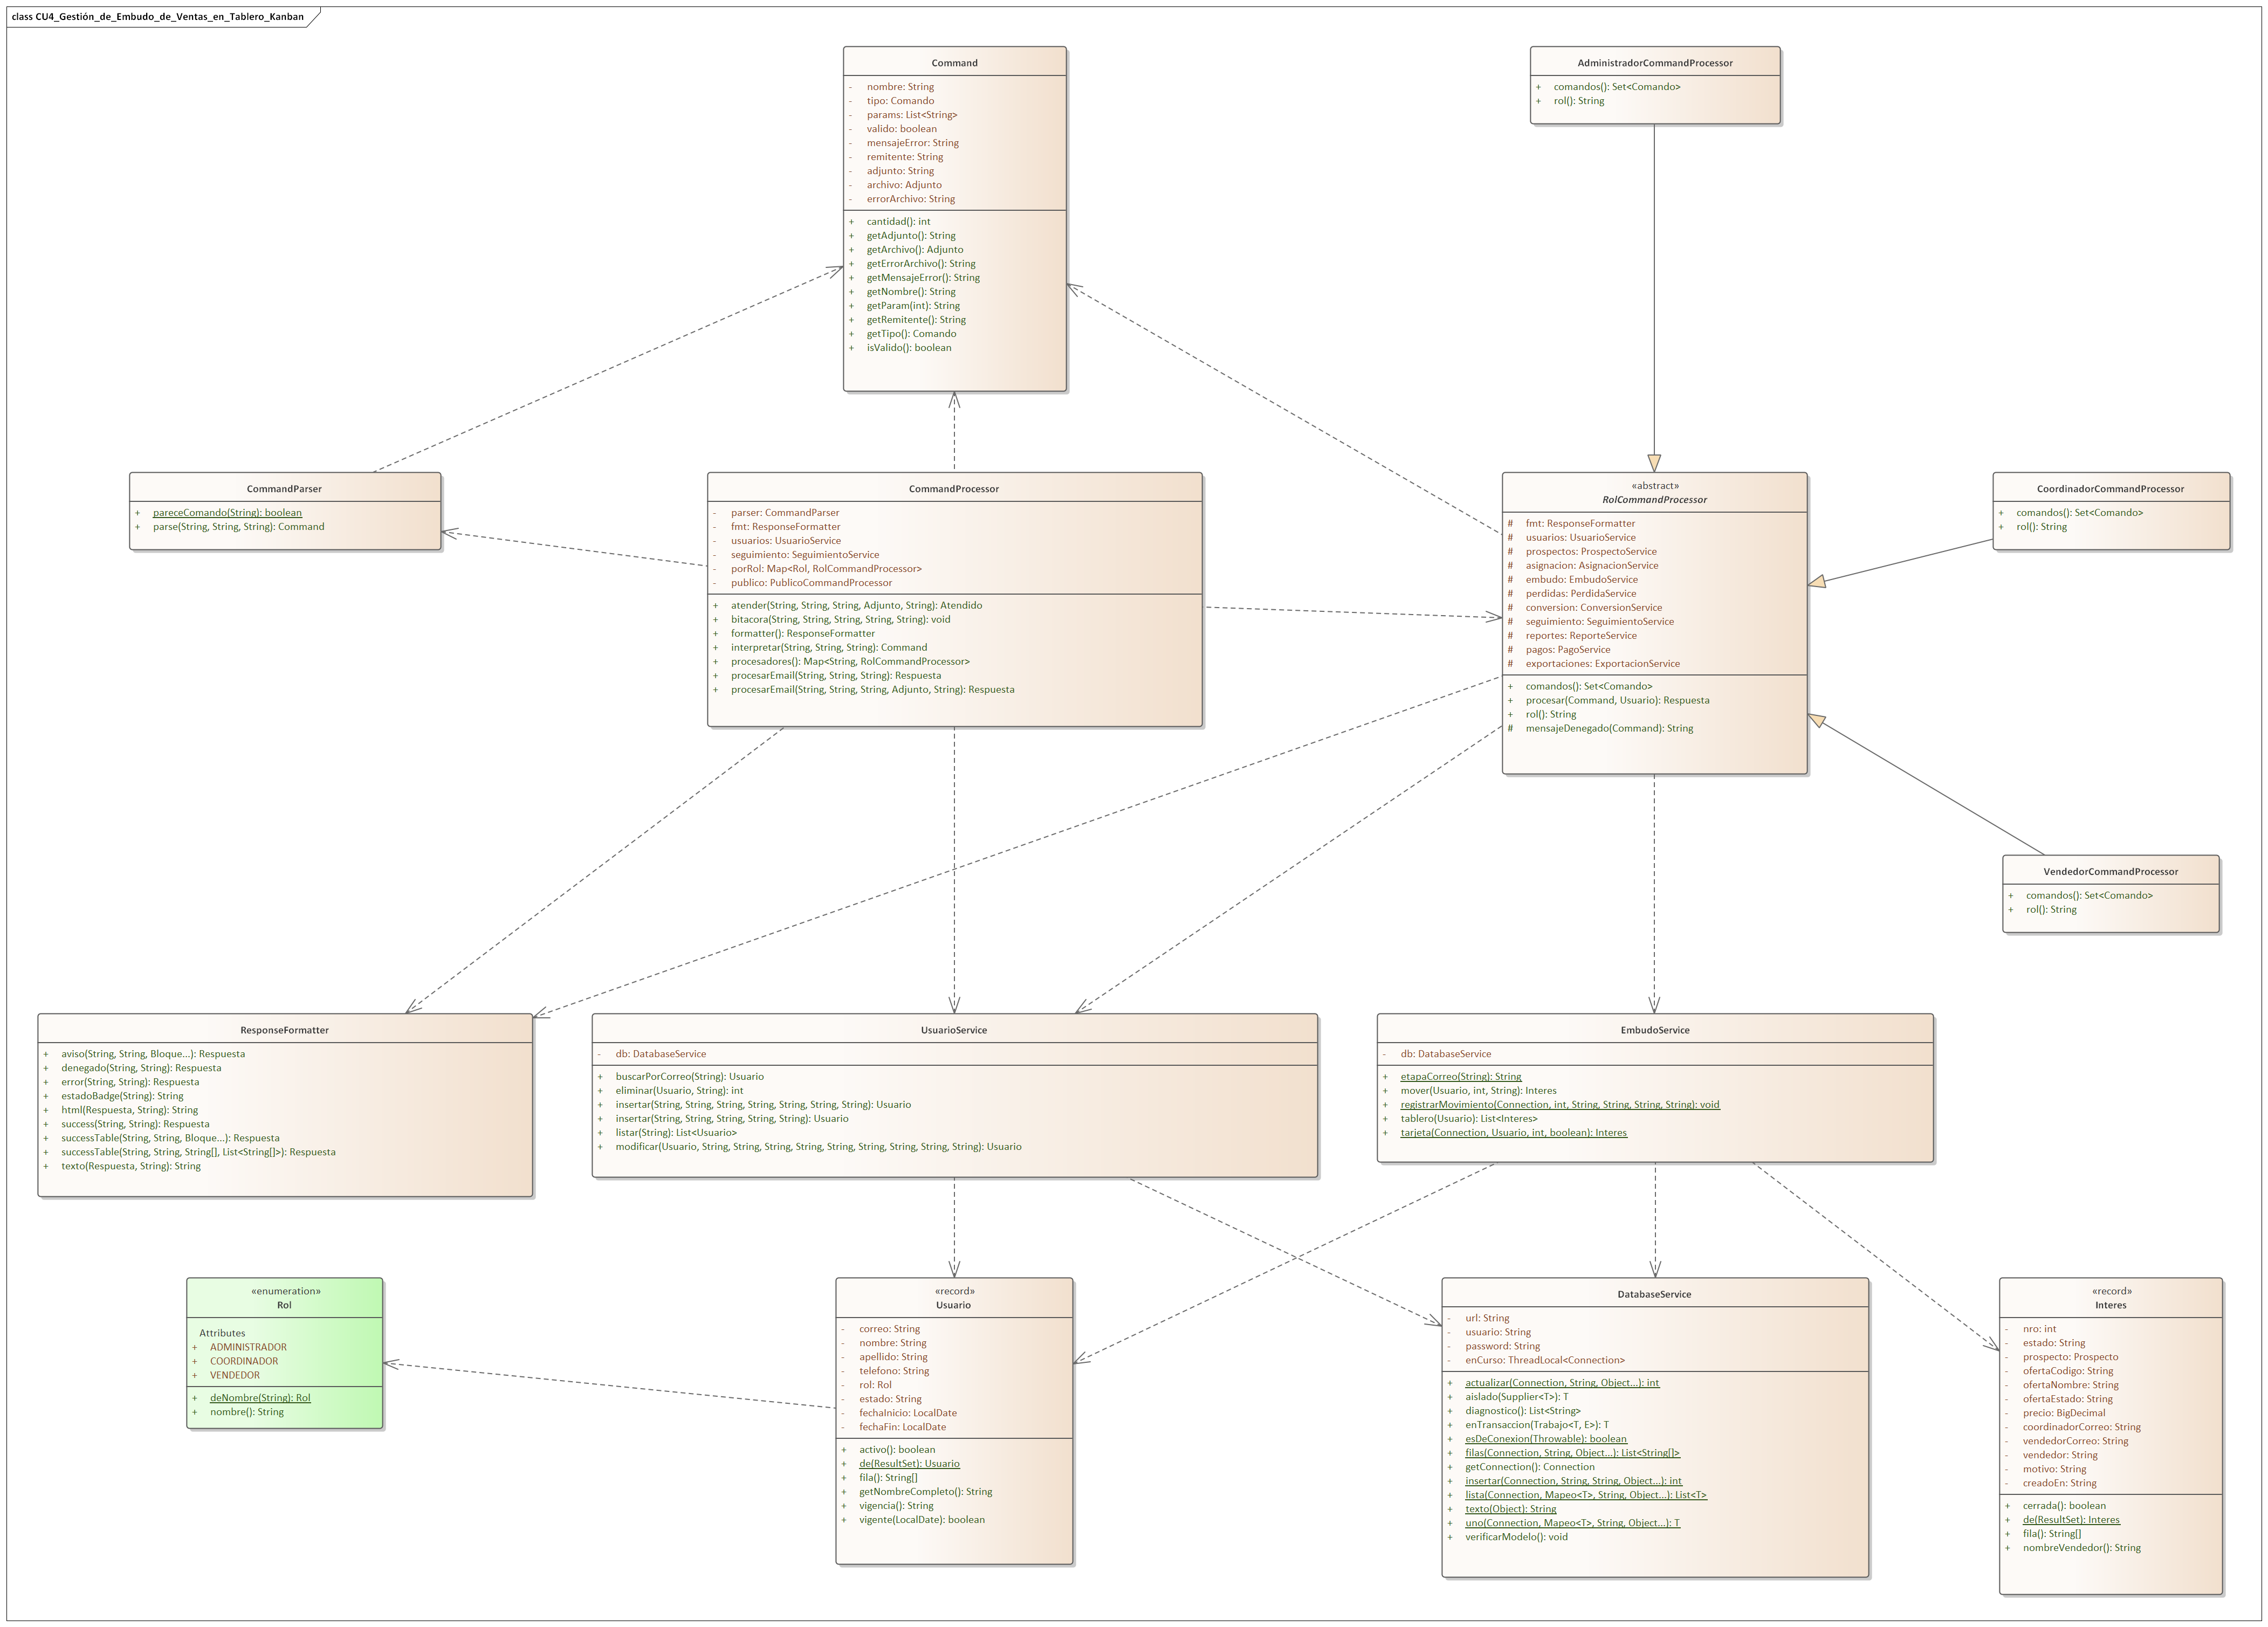 class CU4_Gestión_de_Embudo_de_Ventas_en_Tablero_Kanban
Command
- nombre: String
- tipo: Comando
- params: List<String>
- valido: boolean
- mensajeError: String
- remitente: String
- adjunto: String
- archivo: Adjunto
- errorArchivo: String
+ cantidad(): int
+ getAdjunto(): String
+ getArchivo(): Adjunto
+ getErrorArchivo(): String
+ getMensajeError(): String
+ getNombre(): String
+ getParam(int): String
+ getRemitente(): String
+ getTipo(): Comando
+ isValido(): boolean
AdministradorCommandProcessor
+ comandos(): Set<Comando>
+ rol(): String
CommandParser
+ pareceComando(String): boolean
+ parse(String, String, String): Command
CommandProcessor
- parser: CommandParser
- fmt: ResponseFormatter
- usuarios: UsuarioService
- seguimiento: SeguimientoService
- porRol: Map<Rol, RolCommandProcessor>
- publico: PublicoCommandProcessor
+ atender(String, String, String, Adjunto, String): Atendido
+ bitacora(String, String, String, String, String): void
+ formatter(): ResponseFormatter
+ interpretar(String, String, String): Command
+ procesadores(): Map<String, RolCommandProcessor>
+ procesarEmail(String, String, String): Respuesta
+ procesarEmail(String, String, String, Adjunto, String): Respuesta
«abstract»
RolCommandProcessor
# fmt: ResponseFormatter
# usuarios: UsuarioService
# prospectos: ProspectoService
# asignacion: AsignacionService
# embudo: EmbudoService
# perdidas: PerdidaService
# conversion: ConversionService
# seguimiento: SeguimientoService
# reportes: ReporteService
# pagos: PagoService
# exportaciones: ExportacionService
+ comandos(): Set<Comando>
+ procesar(Command, Usuario): Respuesta
+ rol(): String
# mensajeDenegado(Command): String
CoordinadorCommandProcessor
+ comandos(): Set<Comando>
+ rol(): String
VendedorCommandProcessor
+ comandos(): Set<Comando>
+ rol(): String
ResponseFormatter
+ aviso(String, String, Bloque...): Respuesta
+ denegado(String, String): Respuesta
+ error(String, String): Respuesta
+ estadoBadge(String): String
+ html(Respuesta, String): String
+ success(String, String): Respuesta
+ successTable(String, String, Bloque...): Respuesta
+ successTable(String, String, String[], List<String[]>): Respuesta
+ texto(Respuesta, String): String
UsuarioService
- db: DatabaseService
+ buscarPorCorreo(String): Usuario
+ eliminar(Usuario, String): int
+ insertar(String, String, String, String, String, String, String): Usuario
+ insertar(String, String, String, String, String): Usuario
+ listar(String): List<Usuario>
+ modificar(Usuario, String, String, String, String, String, String, String, String, String): Usuario
EmbudoService
- db: DatabaseService
+ etapaCorreo(String): String
+ mover(Usuario, int, String): Interes
+ registrarMovimiento(Connection, int, String, String, String, String): void
+ tablero(Usuario): List<Interes>
+ tarjeta(Connection, Usuario, int, boolean): Interes
«enumeration»
Rol
Attributes
+ ADMINISTRADOR
+ COORDINADOR
+ VENDEDOR
+ deNombre(String): Rol
+ nombre(): String
«record»
Usuario
- correo: String
- nombre: String
- apellido: String
- telefono: String
- rol: Rol
- estado: String
- fechaInicio: LocalDate
- fechaFin: LocalDate
+ activo(): boolean
+ de(ResultSet): Usuario
+ fila(): String[]
+ getNombreCompleto(): String
+ vigencia(): String
+ vigente(LocalDate): boolean
DatabaseService
- url: String
- usuario: String
- password: String
- enCurso: ThreadLocal<Connection>
+ actualizar(Connection, String, Object...): int
+ aislado(Supplier<T>): T
+ diagnostico(): List<String>
+ enTransaccion(Trabajo<T, E>): T
+ esDeConexion(Throwable): boolean
+ filas(Connection, String, Object...): List<String[]>
+ getConnection(): Connection
+ insertar(Connection, String, String, Object...): int
+ lista(Connection, Mapeo<T>, String, Object...): List<T>
+ texto(Object): String
+ uno(Connection, Mapeo<T>, String, Object...): T
+ verificarModelo(): void
«record»
Interes
- nro: int
- estado: String
- prospecto: Prospecto
- ofertaCodigo: String
- ofertaNombre: String
- ofertaEstado: String
- precio: BigDecimal
- coordinadorCorreo: String
- vendedorCorreo: String
- vendedor: String
- motivo: String
- creadoEn: String
+ cerrada(): boolean
+ de(ResultSet): Interes
+ fila(): String[]
+ nombreVendedor(): String